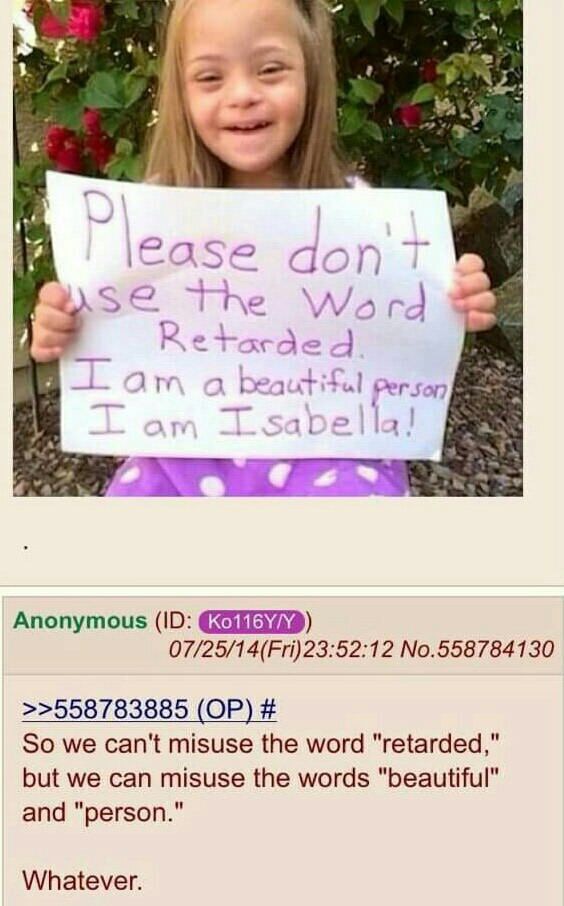 Please don't
use the Word
Retarded.
I am a beautiful person
I am Isabella!
.
Anonymous (ID: Ko116Y/Y)
07/25/14(Fri)23:52:12 No.558784130
>>558783885 (OP) #
So we can't misuse the word "retarded,"
but we can misuse the words "beautiful"
and "person."
Whatever.